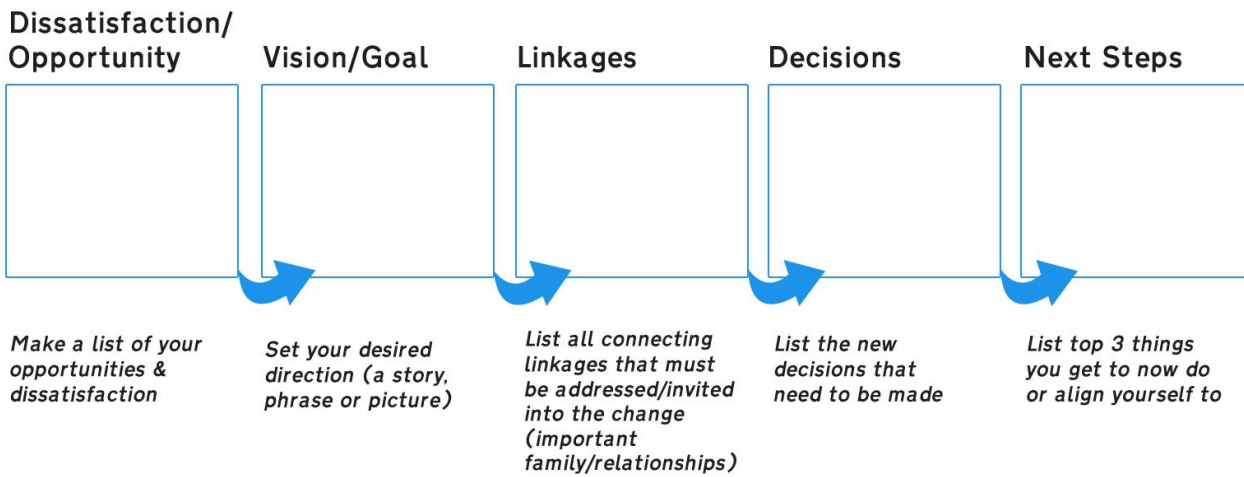 Dissatisfaction/
Opportunity
Vision/Goal
Linkages
Decisions
Next Steps
Make a list of your
opportunities &
dissatisfaction
Set your desired
direction (a story,
phrase or picture)
List all connecting
linkages that must
be addressed/invited
into the change
(important
family/relationships)
List the new
decisions that
need to be made
List top 3 things
you get to now do
or align yourself to